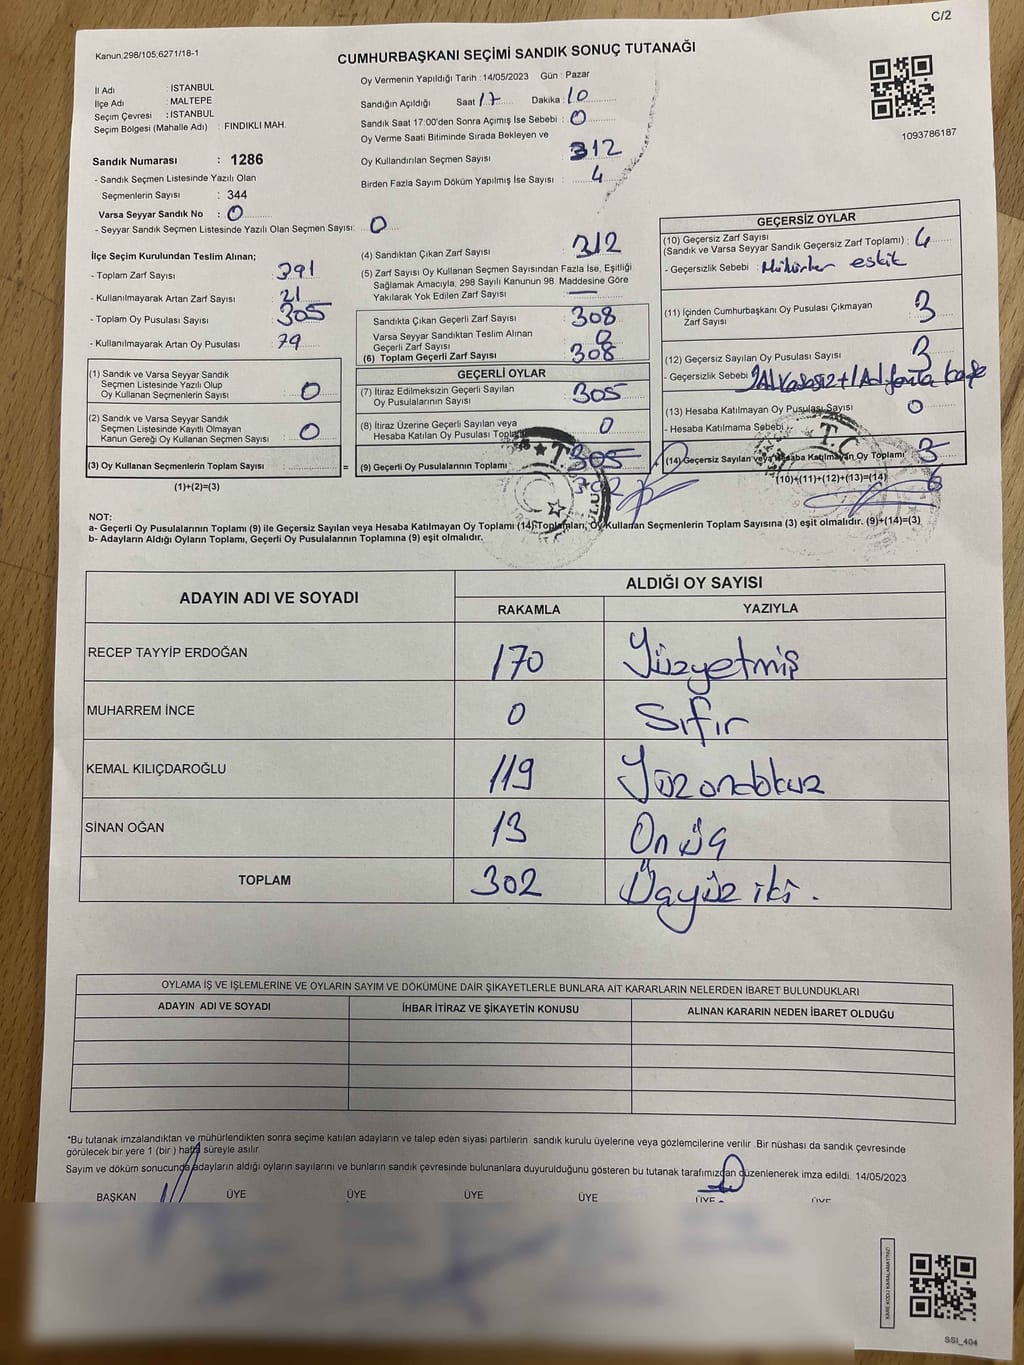 C/2
Kanun.298/105;6271/18-1
CUMHURBAŞKANI SEÇİMİ SANDIK SONUÇ TUTANAĞI
İl Adı : İSTANBUL
İlçe Adı : MALTEPE
Seçim Çevresi : İSTANBUL
Seçim Bölgesi (Mahalle Adı) : FINDIKLI MAH.
Sandık Numarası : 1286
- Sandık Seçmen Listesinde Yazılı Olan
Seçmenlerin Sayısı : 344
Varsa Seyyar Sandık No : 0
- Seyyar Sandık Seçmen Listesinde Yazılı Olan Seçmen Sayısı: 0
Oy Vermenin Yapıldığı Tarih : 14/05/2023 Gün : Pazar
Sandığın Açıldığı Saat 17 Dakika : 10
Sandık Saat 17:00'den Sonra Açımış İse Sebebi : 0
Oy Verme Saati Bitiminde Sırada Bekleyen ve
Oy Kullandırılan Seçmen Sayısı : 312
Birden Fazla Sayım Döküm Yapılmış İse Sayısı : 4
1093786187
İlçe Seçim Kurulundan Teslim Alınan;
- Toplam Zarf Sayısı : 391
- Kullanılmayarak Artan Zarf Sayısı : 21
- Toplam Oy Pusulası Sayısı : 305
- Kullanılmayarak Artan Oy Pusulası : 79
(1) Sandık ve Varsa Seyyar Sandık
Seçmen Listesinde Yazılı Olup
Oy Kullanan Seçmenlerin Sayısı : 0
(2) Sandık ve Varsa Seyyar Sandık
Seçmen Listesinde Kayıtlı Olmayan
Kanun Gereği Oy Kullanan Seçmen Sayısı : 0
(3) Oy Kullanan Seçmenlerin Toplam Sayısı : =
(1)+(2)=(3)
(4) Sandıktan Çıkan Zarf Sayısı : 312
(5) Zarf Sayısı Oy Kullanan Seçmen Sayısından Fazla İse, Eşitliği
Sağlamak Amacıyla, 298 Sayılı Kanunun 98. Maddesine Göre
Yakılarak Yok Edilen Zarf Sayısı : —
Sandıkta Çıkan Geçerli Zarf Sayısı : 308
Varsa Seyyar Sandıktan Teslim Alınan
Geçerli Zarf Sayısı : 0
(6) Toplam Geçerli Zarf Sayısı : 308
GEÇERLİ OYLAR
(7) İtiraz Edilmeksizin Geçerli Sayılan
Oy Pusulalarının Sayısı : 305
(8) İtiraz Üzerine Geçerli Sayılan veya
Hesaba Katılan Oy Pusulası Toplamı : 0
(9) Geçerli Oy Pusulalarının Toplamı 305
302
GEÇERSİZ OYLAR
(10) Geçersiz Zarf Sayısı
(Sandık ve Varsa Seyyar Sandık Geçersiz Zarf Toplamı) : 4
- Geçersizlik Sebebi : Mühürler eksik
(11) İçinden Cumhurbaşkanı Oy Pusulası Çıkmayan
Zarf Sayısı : 3
(12) Geçersiz Sayılan Oy Pusulası Sayısı : 3
- Geçersizlik Sebebi :
(13) Hesaba Katılmayan Oy Pusulası Sayısı 0
- Hesaba Katılmama Sebebi :
(14) Geçersiz Sayılan veya Hesaba Katılmayan Oy Toplamı : 3
6
(10)+(11)+(12)+(13)=(14)
T.C.
NOT:
a- Geçerli Oy Pusulalarının Toplamı (9) ile Geçersiz Sayılan veya Hesaba Katılmayan Oy Toplamı (14) Toplamları, Oy Kullanan Seçmenlerin Toplam Sayısına (3) eşit olmalıdır. (9)+(14)=(3)
b- Adayların Aldığı Oyların Toplamı, Geçerli Oy Pusulalarının Toplamına (9) eşit olmalıdır.
ADAYIN ADI VE SOYADI
ALDIĞI OY SAYISI
RAKAMLA YAZIYLA
RECEP TAYYİP ERDOĞAN 170 Yüzyetmiş
MUHARREM İNCE 0 Sıfır
KEMAL KILIÇDAROĞLU 119 Yüzondokuz
SİNAN OĞAN 13 On üç
TOPLAM 302 Üçyüz iki.
OYLAMA İŞ VE İŞLEMLERİNE VE OYLARIN SAYIM VE DÖKÜMÜNE DAİR ŞİKAYETLERLE BUNLARA AİT KARARLARIN NELERDEN İBARET BULUNDUKLARI
ADAYIN ADI VE SOYADI İHBAR İTİRAZ VE ŞİKAYETİN KONUSU ALINAN KARARIN NEDEN İBARET OLDUĞU
*Bu tutanak imzalandıktan ve mühürlendikten sonra seçime katılan adayların ve talep eden siyasi partilerin sandık kurulu üyelerine veya gözlemcilerine verilir .Bir nüshası da sandık çevresinde
görülecek bir yere 1 (bir ) hafta süreyle asılır
Sayım ve döküm sonucunda adayların aldığı oyların sayılarını ve bunların sandık çevresinde bulunanlara duyurulduğunu gösteren bu tutanak tarafımızdan düzenlenerek imza edildi. 14/05/2023
BAŞKAN ÜYE ÜYE ÜYE ÜYE ÜYE ÜYE
KARE KODU KARALAMAYINIZ!
SSI_404